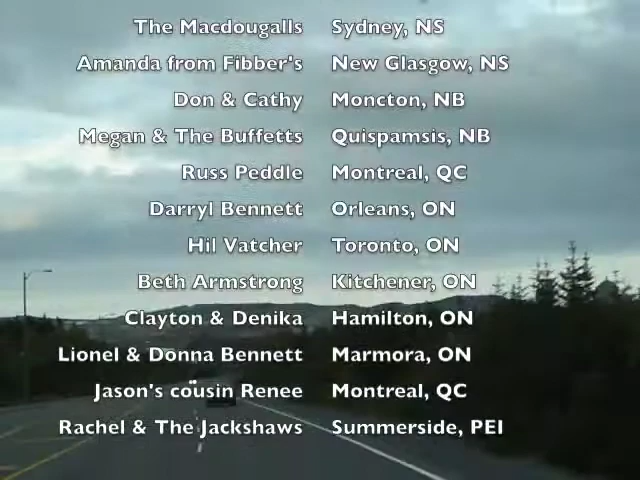 The Macdougalls Sydney, NS
Amanda from Fibber's New Glasgow, NS
Don & Cathy Moncton, NB
Megan & The Buffetts Quispamsis, NB
Russ Peddle Montreal, QC
Darryl Bennett Orleans, ON
Hil Vatcher Toronto, ON
Beth Armstrong Kitchener, ON
Clayton & Denika Hamilton, ON
Lionel & Donna Bennett Marmora, ON
Jason's cousin Renee Montreal, QC
Rachel & The Jackshaws Summerside, PEI